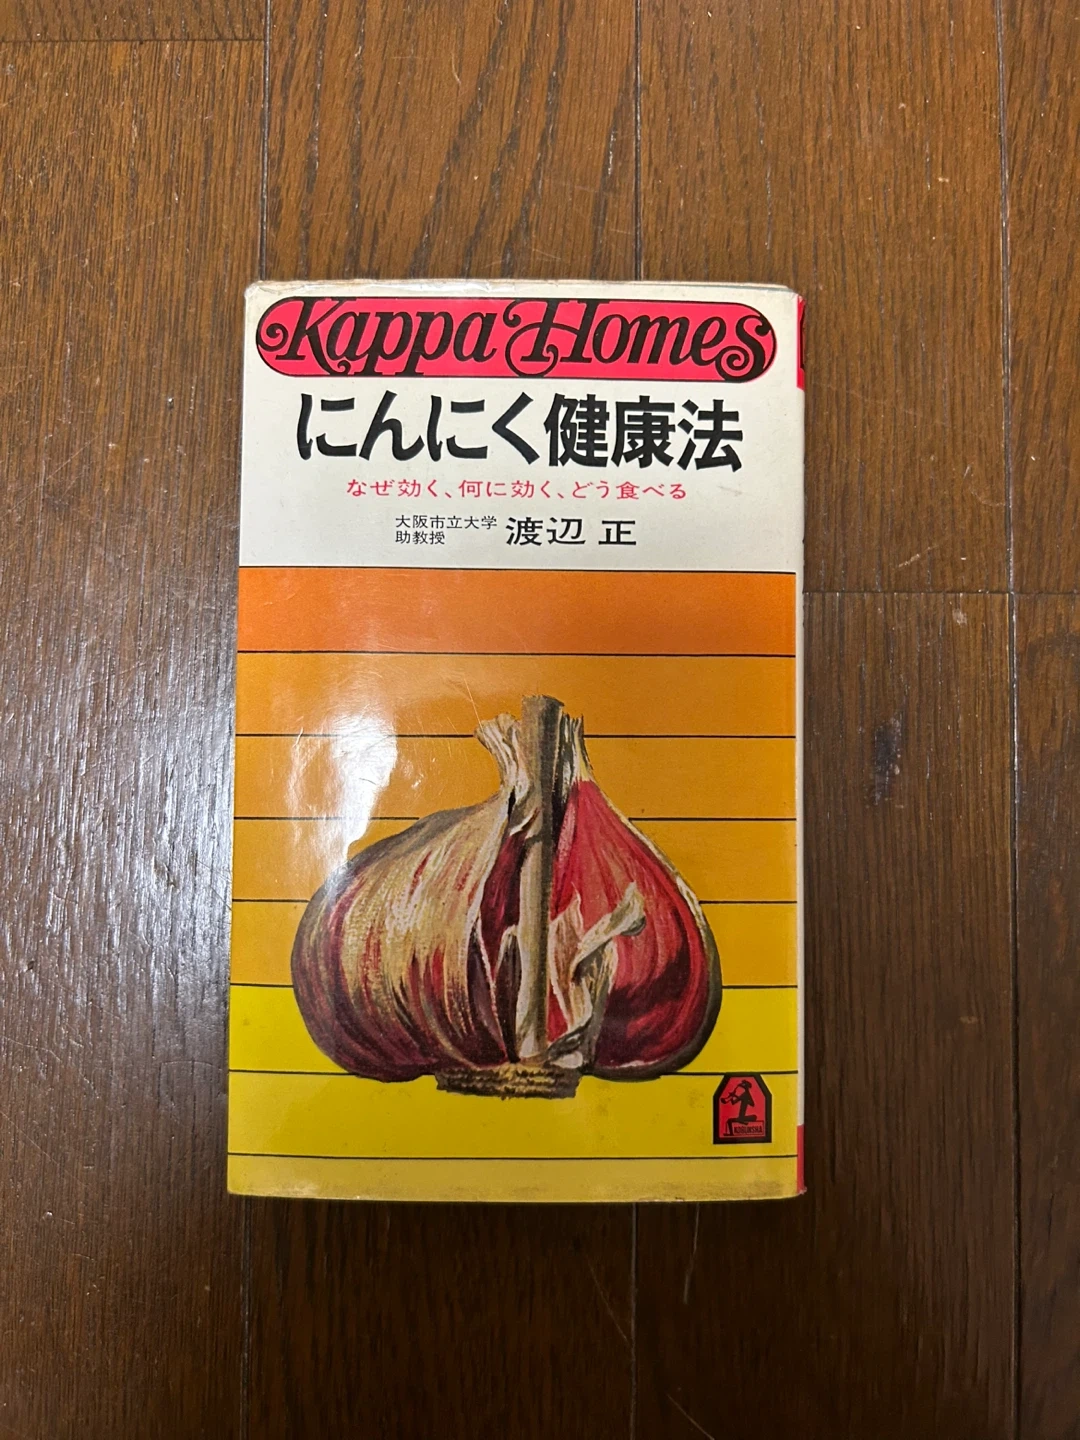 Kappa Homes
にんにく健康法
なぜ効く、何に効く、どう食べる
大阪市立大学
助教授
渡辺 正
KOBUNSHA